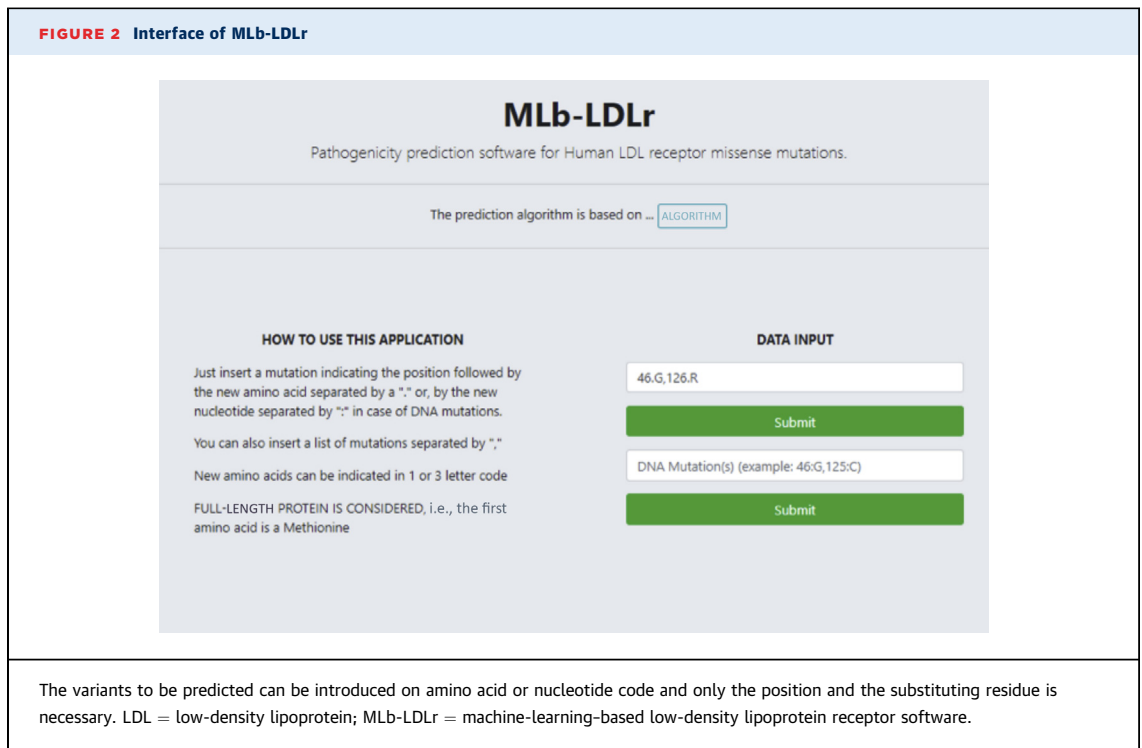 FIGURE 2 Interface of MLb-LDLr
MLb-LDLr
Pathogenicity prediction software for Human LDL receptor missense mutations.
The prediction algorithm is based on ... ALGORITHM
HOW TO USE THIS APPLICATION
Just insert a mutation indicating the position followed by
the new amino acid separated by a "." or, by the new
nucleotide separated by ":" in case of DNA mutations.
You can also insert a list of mutations separated by ","
New amino acids can be indicated in 1 or 3 letter code
FULL-LENGTH PROTEIN IS CONSIDERED, i.e., the first
amino acid is a Methionine
DATA INPUT
46.G,126.R
Submit
DNA Mutation(s) (example: 46:G,125:C)
Submit
The variants to be predicted can be introduced on amino acid or nucleotide code and only the position and the substituting residue is
necessary. LDL = low-density lipoprotein; MLb-LDLr = machine-learning-based low-density lipoprotein receptor software.